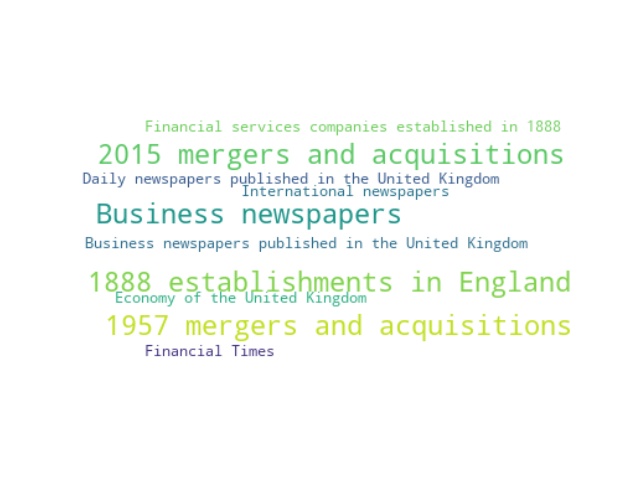 Financial services companies established in 1888
2015 mergers and acquisitions
Daily newspapers published in the United Kingdom
International newspapers
Business newspapers
Business newspapers published in the United Kingdom
1888 establishments in England
Economy of the United Kingdom
1957 mergers and acquisitions
Financial Times